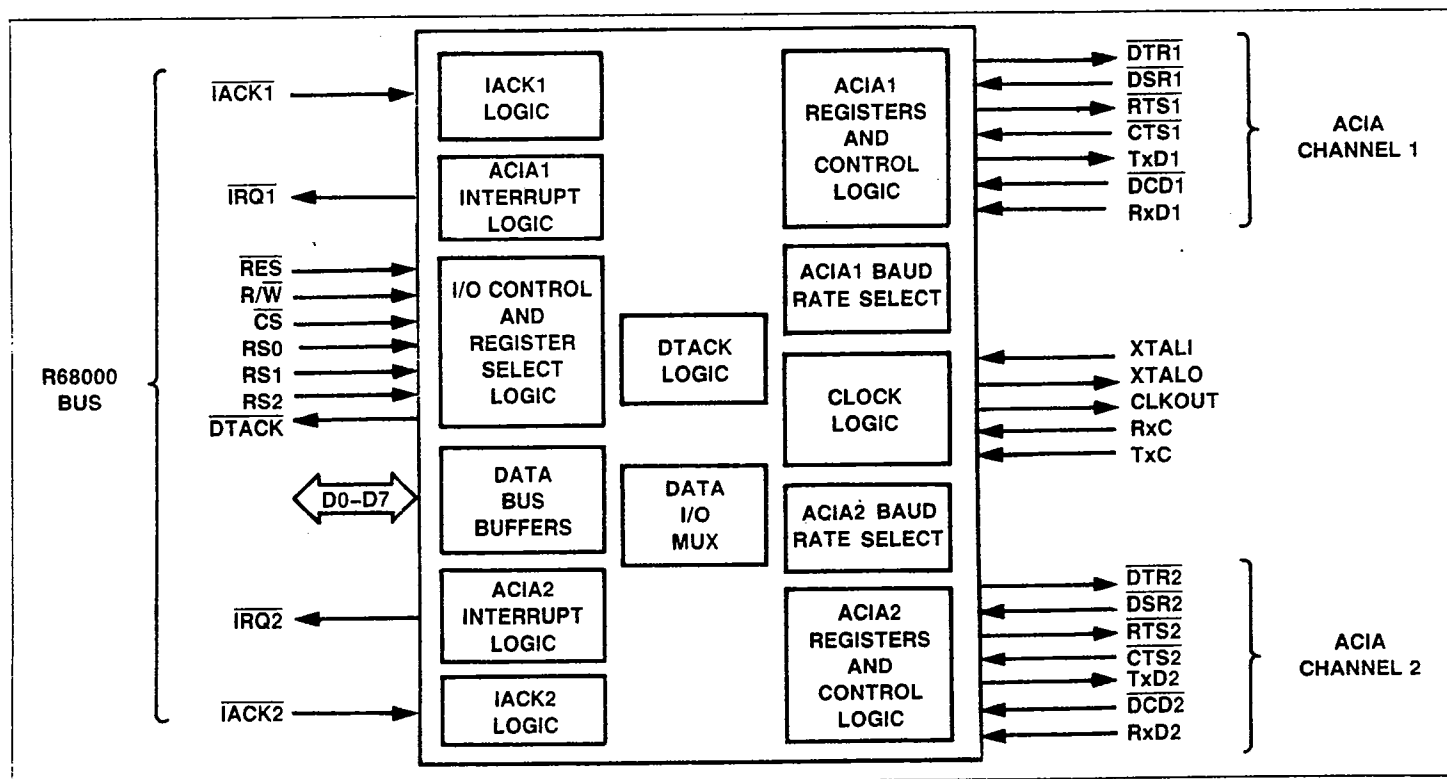 R68000
BUS
IACK1
IRQ1
RES
R/W
CS
RS0
RS1
RS2
DTACK
D0–D7
IRQ2
IACK2
IACK1
LOGIC
ACIA1
INTERRUPT
LOGIC
I/O CONTROL
AND
REGISTER
SELECT
LOGIC
DATA
BUS
BUFFERS
ACIA2
INTERRUPT
LOGIC
IACK2
LOGIC
DTACK
LOGIC
DATA
I/O
MUX
ACIA1
REGISTERS
AND
CONTROL
LOGIC
ACIA1 BAUD
RATE SELECT
CLOCK
LOGIC
ACIA2 BAUD
RATE SELECT
ACIA2
REGISTERS
AND
CONTROL
LOGIC
DTR1
DSR1
RTS1
CTS1
TxD1
DCD1
RxD1
ACIA
CHANNEL 1
XTALI
XTALO
CLKOUT
RxC
TxC
DTR2
DSR2
RTS2
CTS2
TxD2
DCD2
RxD2
ACIA
CHANNEL 2